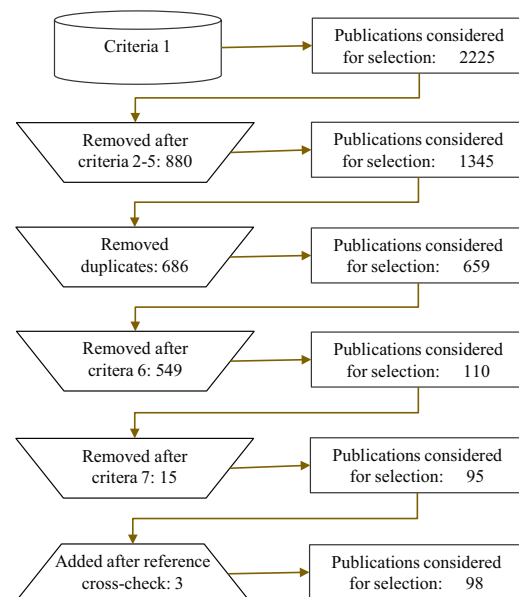 Criteria 1
Publications considered
for selection: 2225
Removed after
criteria 2-5: 880
Publications considered
for selection: 1345
Removed
duplicates: 686
Publications considered
for selection: 659
Removed after
critera 6: 549
Publications considered
for selection: 110
Removed after
critera 7: 15
Publications considered
for selection: 95
Added after reference
cross-check: 3
Publications considered
for selection: 98